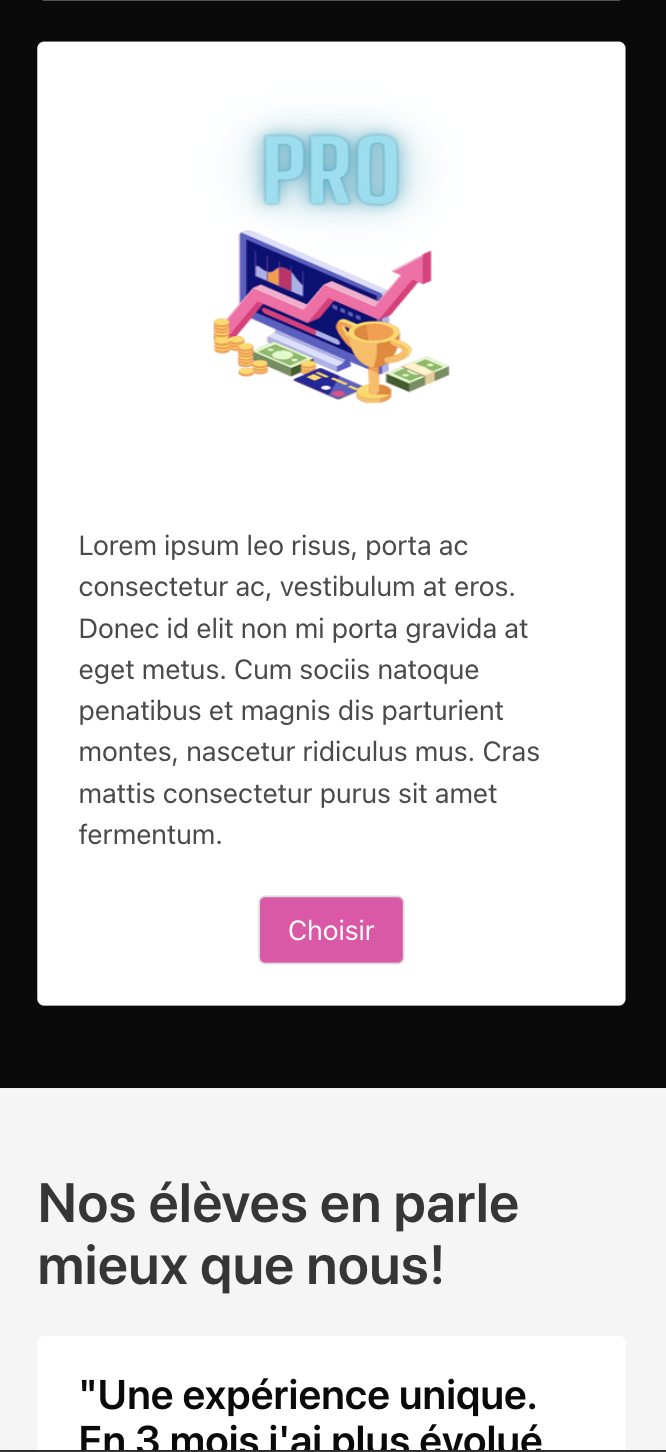 PRO
Lorem ipsum leo risus, porta ac
consectetur ac, vestibulum at eros.
Donec id elit non mi porta gravida at
eget metus. Cum sociis natoque
penatibus et magnis dis parturient
montes, nascetur ridiculus mus. Cras
mattis consectetur purus sit amet
fermentum.
Choisir
Nos élèves en parle
mieux que nous!
"Une expérience unique.
En 3 mois j'ai plus évolué